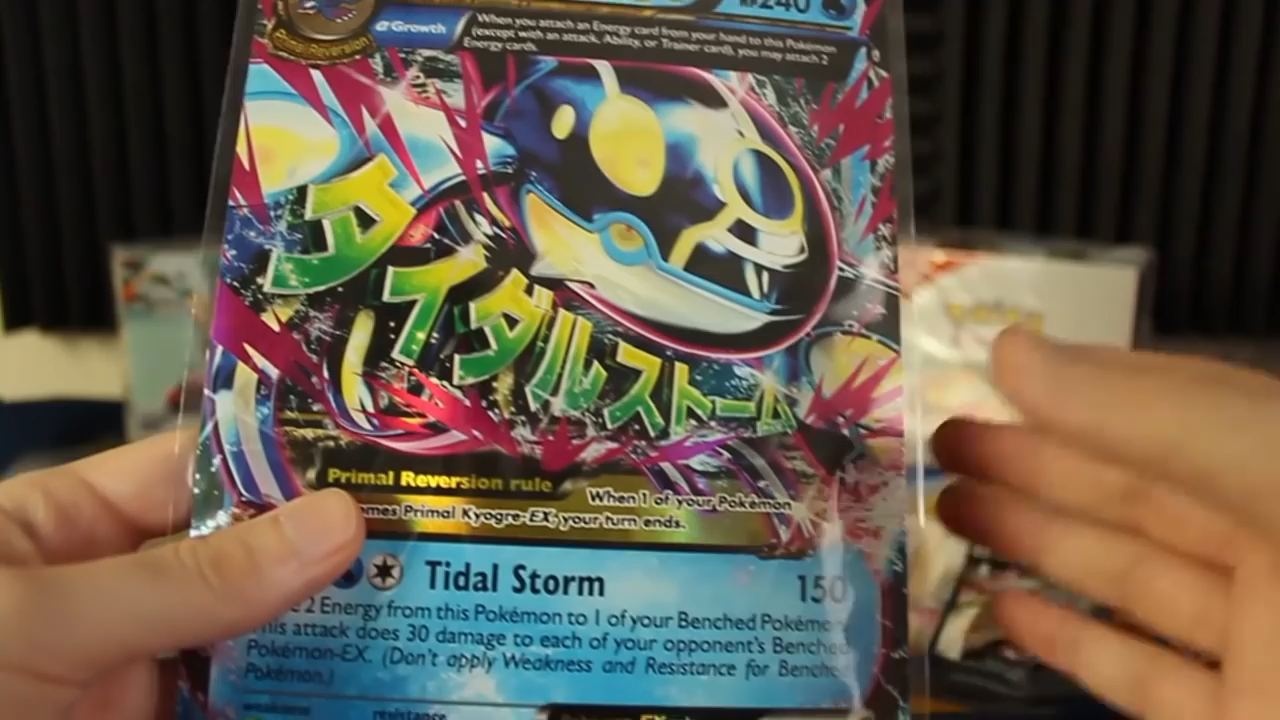 240
Primal Reversion
α Growth
When you attach an Energy card from your hand to this Pokémon
(except with an attack, Ability, or Trainer card), you may attach 2
Energy cards.
タイダルストーム
Primal Reversion rule
When 1 of your Pokémon
Primal Kyogre-EX, your turn ends.
Tidal Storm 150
2 Energy from this Pokémon to 1 of your Benched Pokémon
This attack does 30 damage to each of your opponent's Benched
Pokémon-EX. (Don't apply Weakness and Resistance for Benched
Pokémon.)
weakness resistance